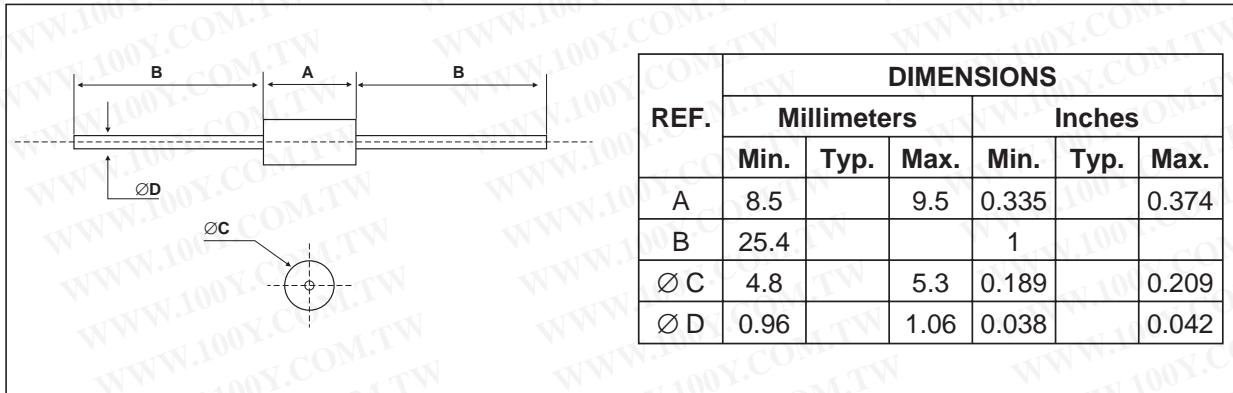 B A B
∅D
∅C
REF. DIMENSIONS
Millimeters Inches
Min. Typ. Max. Min. Typ. Max.
A 8.5 9.5 0.335 0.374
B 25.4 1
∅ C 4.8 5.3 0.189 0.209
∅ D 0.96 1.06 0.038 0.042
WWW.100Y.COM.TW